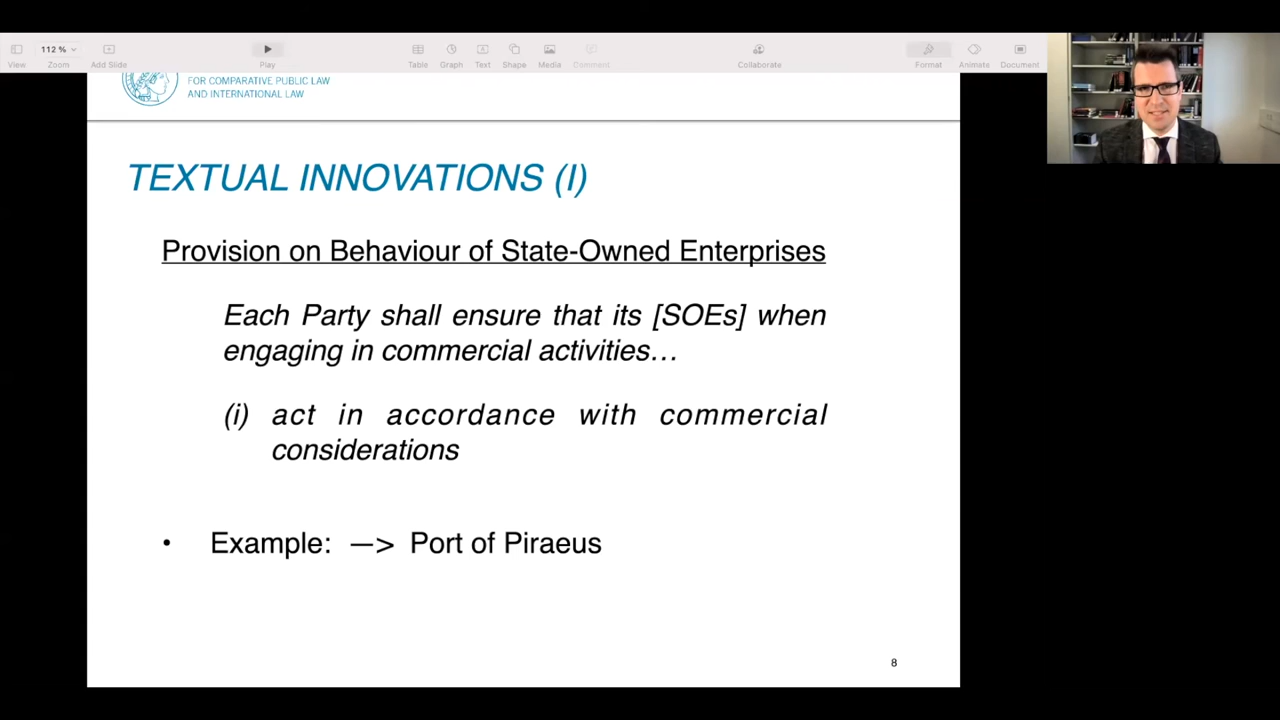 112 %
View
Zoom
Add Slide
Play
Table
Graph
Text
Shape
Media
Comment
Collaborate
Format
Animate
Document
FOR COMPARATIVE PUBLIC LAW
AND INTERNATIONAL LAW
TEXTUAL INNOVATIONS (I)
Provision on Behaviour of State-Owned Enterprises
Each Party shall ensure that its [SOEs] when
engaging in commercial activities…
(i) act in accordance with commercial
considerations
• Example: —> Port of Piraeus
8